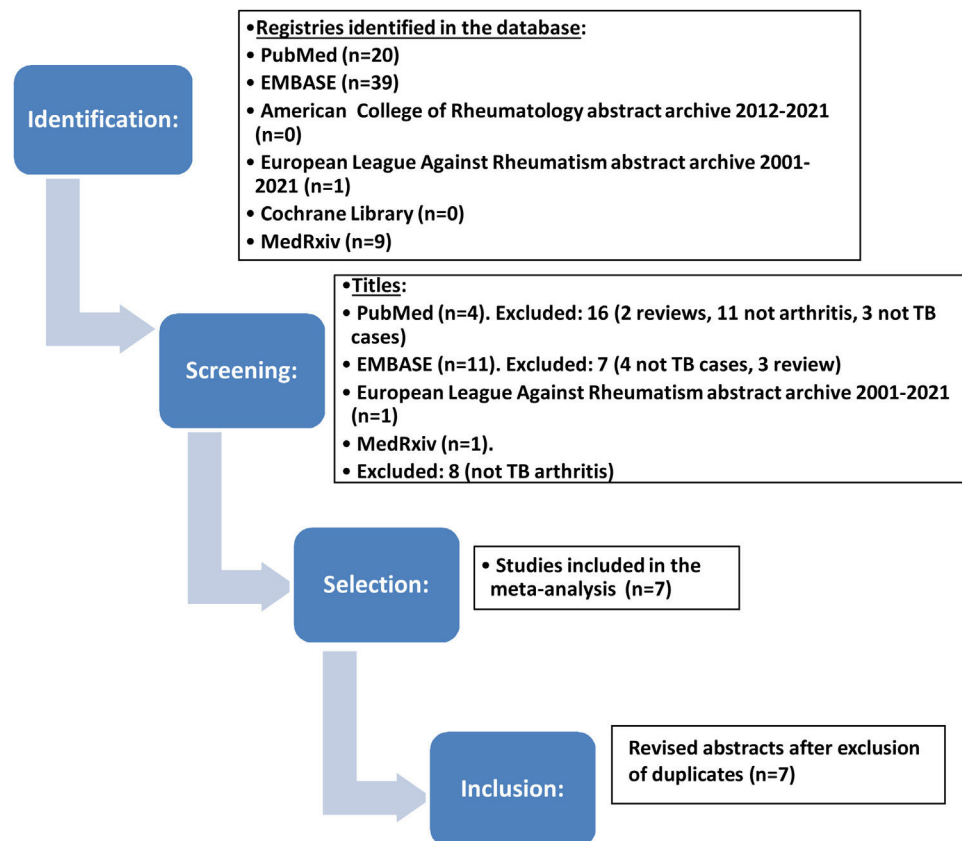 Identification:
•Registries identified in the database:
• PubMed (n=20)
• EMBASE (n=39)
• American College of Rheumatology abstract archive 2012-2021
(n=0)
• European League Against Rheumatism abstract archive 2001-
2021 (n=1)
• Cochrane Library (n=0)
• MedRxiv (n=9)
Screening:
•Titles:
• PubMed (n=4). Excluded: 16 (2 reviews, 11 not arthritis, 3 not TB
cases)
• EMBASE (n=11). Excluded: 7 (4 not TB cases, 3 review)
• European League Against Rheumatism abstract archive 2001-2021
(n=1)
• MedRxiv (n=1).
• Excluded: 8 (not TB arthritis)
Selection:
• Studies included in the
meta-analysis (n=7)
Inclusion:
Revised abstracts after exclusion
of duplicates (n=7)